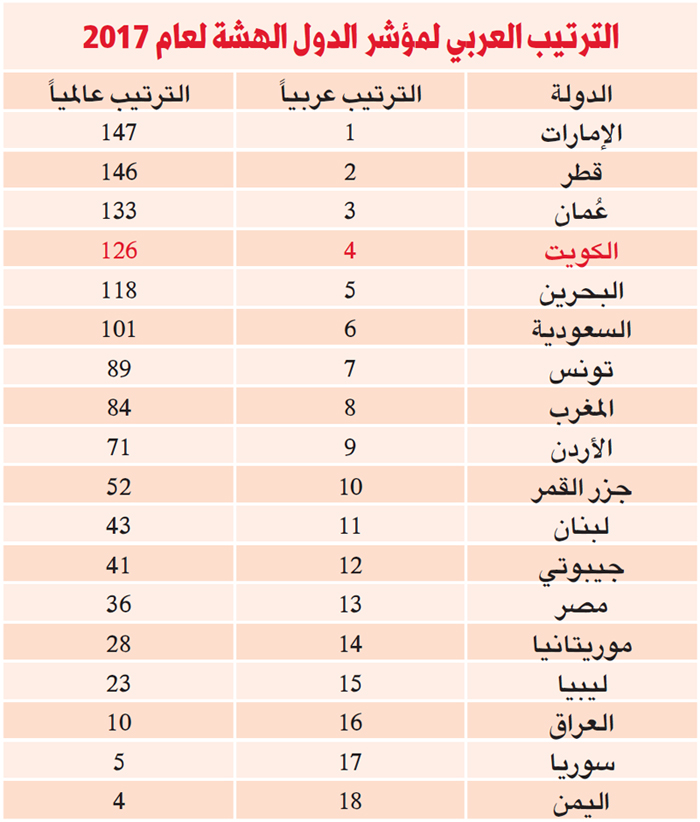 الترتيب العربي لمؤشر الدول الهشة لعام 2017
الدولة الترتيب عربياً الترتيب عالمياً
الإمارات 1 147
قطر 2 146
عُمان 3 133
الكويت 4 126
البحرين 5 118
السعودية 6 101
تونس 7 89
المغرب 8 84
الأردن 9 71
جزر القمر 10 52
لبنان 11 43
جيبوتي 12 41
مصر 13 36
موريتانيا 14 28
ليبيا 15 23
العراق 16 10
سوريا 17 5
اليمن 18 4